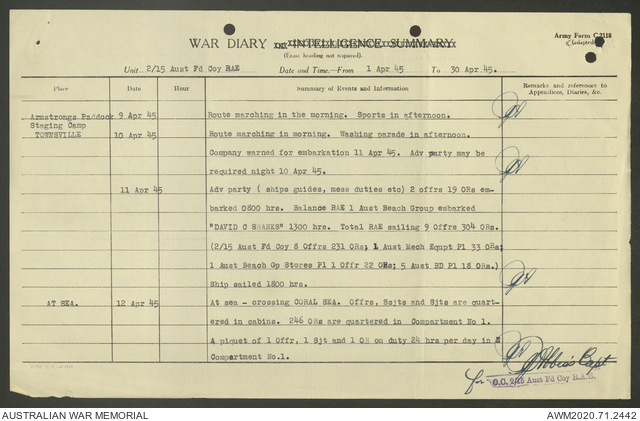 WAR DIARY OR INTELLIGENCE SUMMARY
Army Form C.2118
(adapted)
(Erase heading not required).
Unit 2/15 Aust Fd Coy RAE Date and Time.—From 1 Apr 45 To 30 Apr 45.
Place Date Hour Summary of Events and Information Remarks and references to Appendices, Diaries, &c.
Armstrongs Paddock 9 Apr 45 Route marching in the morning. Sports in afternoon.
Staging Camp
TOWNSVILLE 10 Apr 45 Route marching in morning. Washing parade in afternoon.
Company warned for embarkation 11 Apr 45. Adv party may be
required night 10 Apr 45.
11 Apr 45 Adv party ( ships guides, mess duties etc) 2 offrs 19 ORs em-
barked 0800 hrs. Balance RAE 1 Aust Beach Group embarked
"DAVID C SHANKS" 1300 hrs. Total RAE sailing 9 Offrs 304 ORs.
(2/15 Aust Fd Coy 8 Offrs 231 ORs; 1 Aust Mech Equpt Pl 33 ORs;
1 Aust Beach Gp Stores Pl 1 Offr 22 ORs; 5 Aust BD Pl 18 ORs.)
Ship sailed 1800 hrs.
AT SEA. 12 Apr 45 At sea - crossing CORAL SEA. Offrs, Ssjts and Sjts are quart-
ered in cabins. 246 ORs are quartered in Compartment No 1.
A piquet of 1 Offr, 1 Sjt and 1 OR on duty 24 hrs per day in
Compartment No.1.
Capt
for O.C. 2/15 Aust Fd Coy R.A.E.
AUSTRALIAN WAR MEMORIAL AWM2020.71.2442